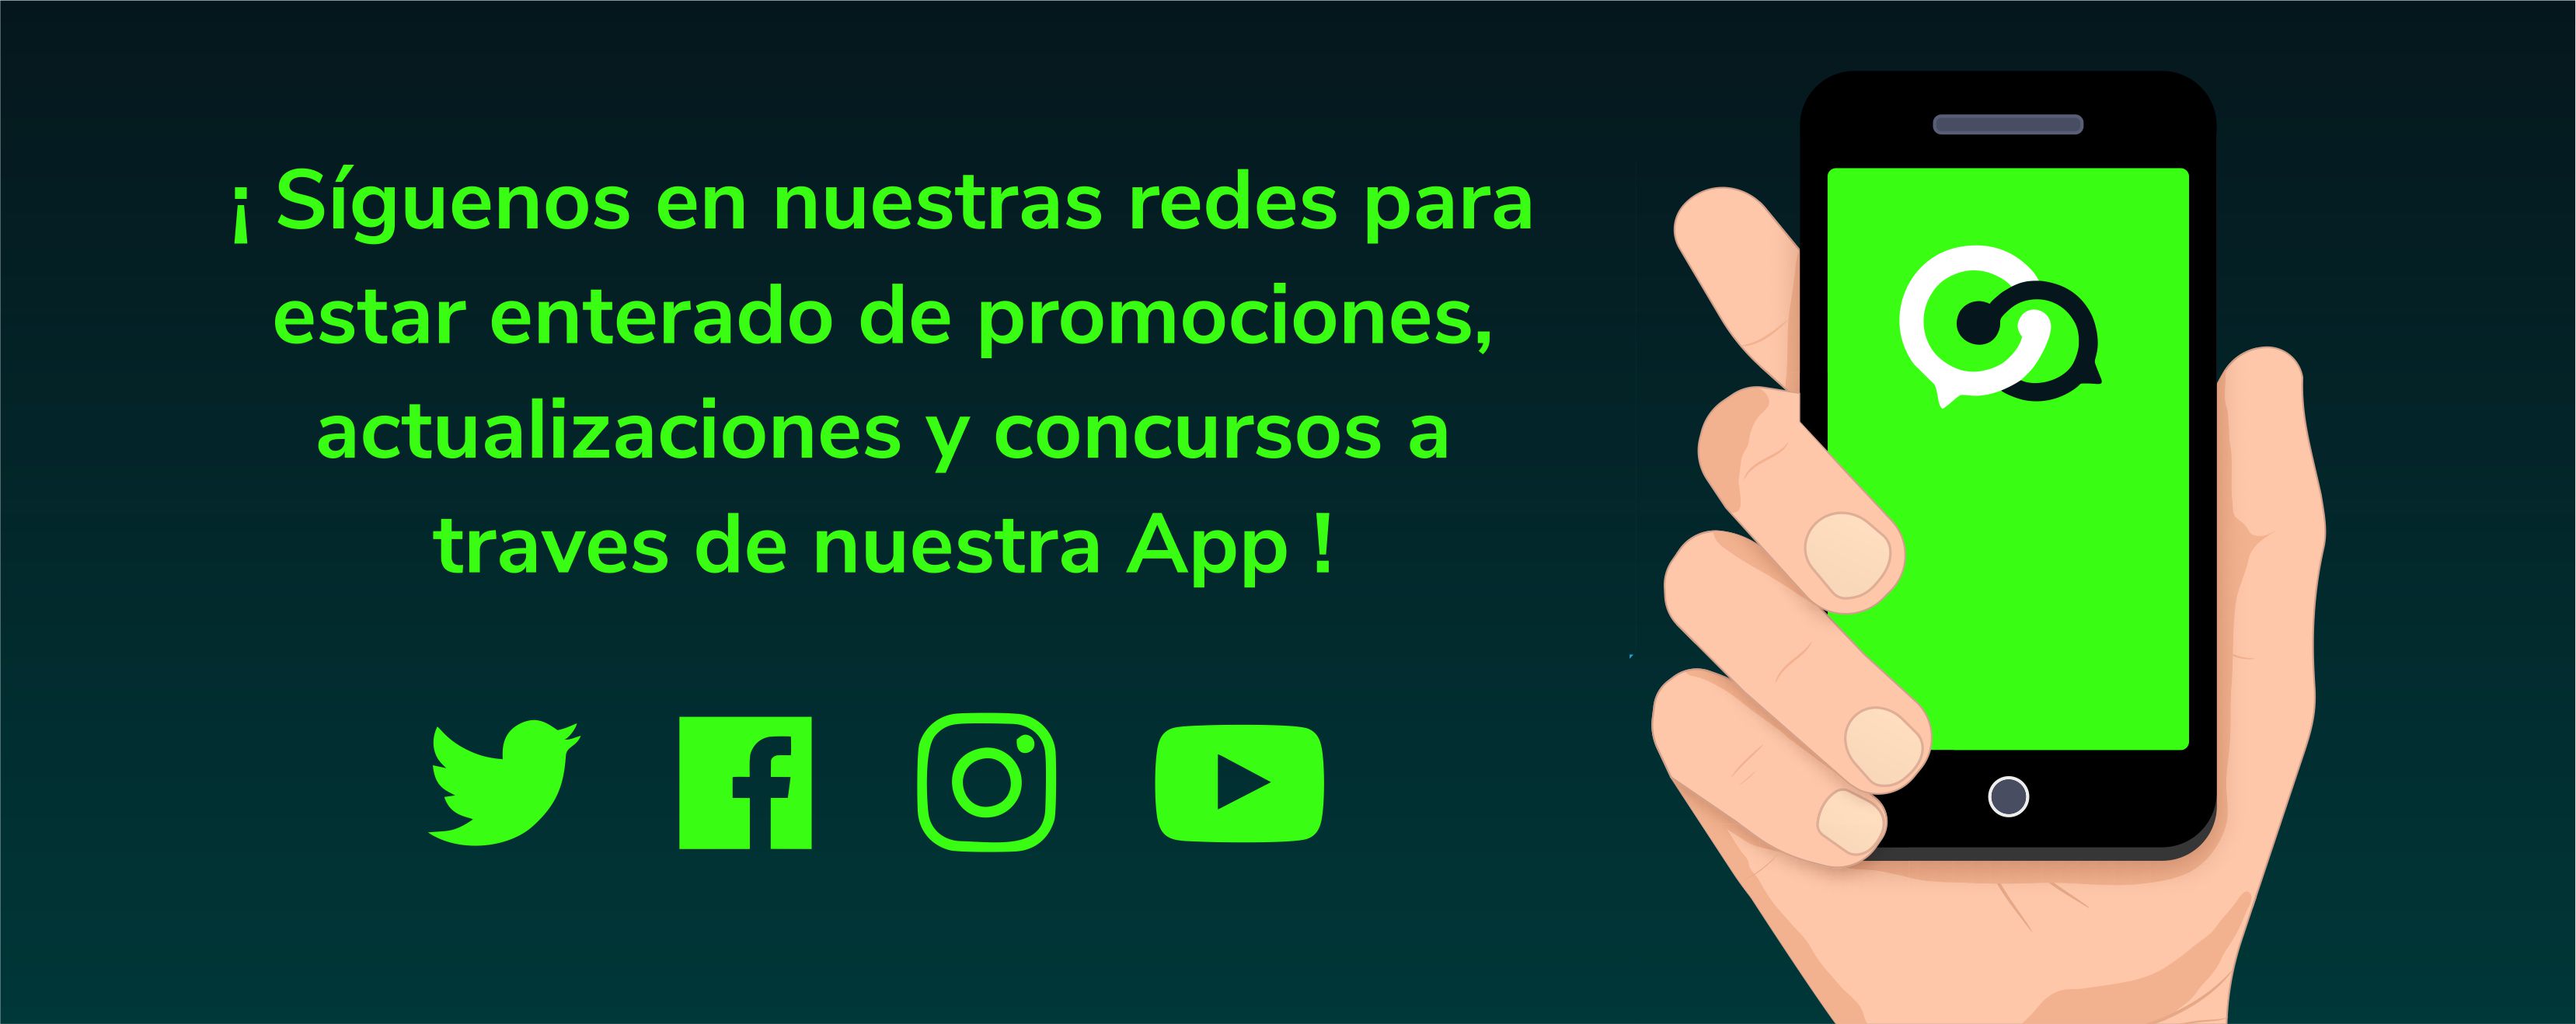 ¡ Síguenos en nuestras redes para
estar enterado de promociones,
actualizaciones y concursos a
traves de nuestra App !